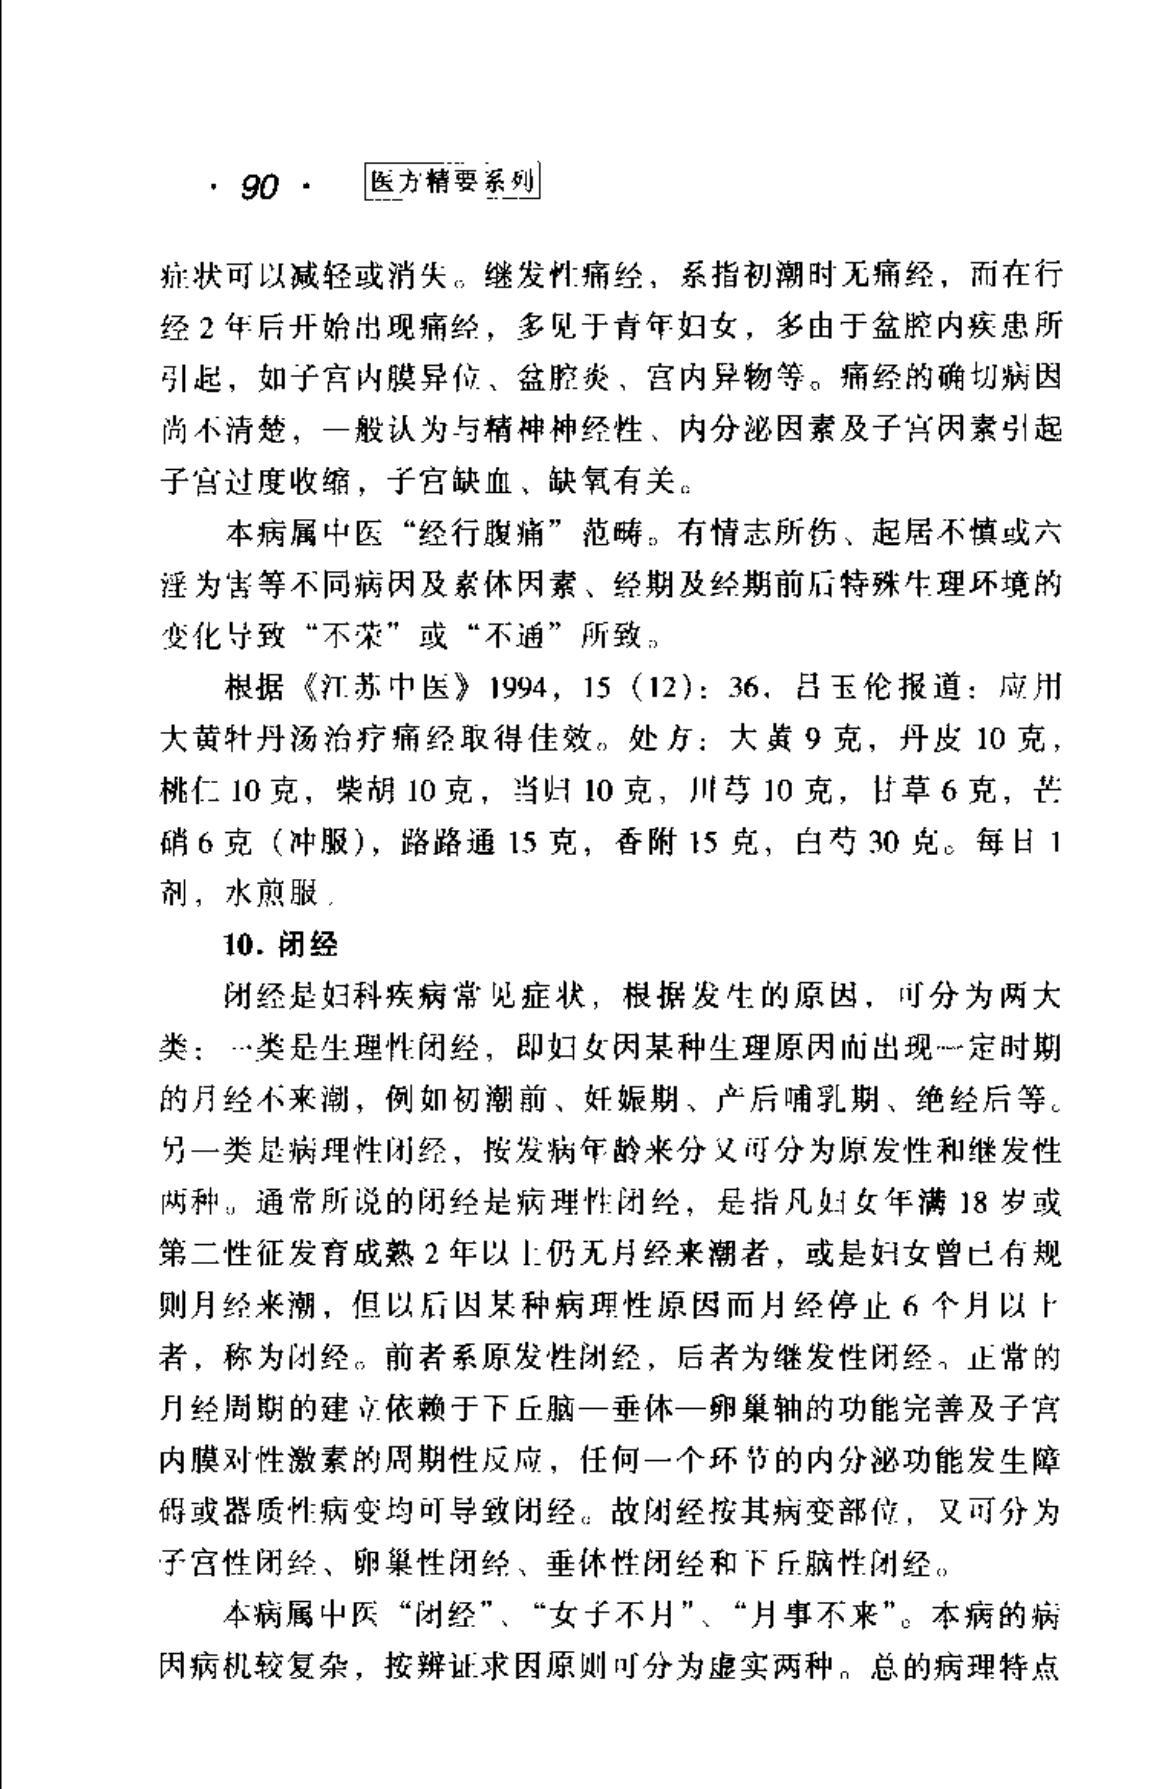 · 90 · 医方精要系列
症状可以减轻或消失。继发性痛经，系指初潮时无痛经，而在行
经 2 年后开始出现痛经，多见于青年妇女，多由于盆腔内疾患所
引起，如子宫内膜异位、盆腔炎、宫内异物等。痛经的确切病因
尚不清楚，一般认为与精神神经性、内分泌因素及子宫因素引起
子宫过度收缩，子宫缺血、缺氧有关。
本病属中医“经行腹痛”范畴。有情志所伤、起居不慎或六
淫为害等不同病因及素体因素、经期及经期前后特殊生理环境的
变化导致“不荣”或“不通”所致。
根据《江苏中医》1994，15（12）：36，吕玉伦报道：应用
大黄牡丹汤治疗痛经取得佳效。处方：大黄 9 克，丹皮 10 克，
桃仁 10 克，柴胡 10 克，当归 10 克，川芎 10 克，甘草 6 克，芒
硝 6 克（冲服），路路通 15 克，香附 15 克，白芍 30 克。每日 1
剂，水煎服。
10. 闭经
闭经是妇科疾病常见症状，根据发生的原因，可分为两大
类：一类是生理性闭经，即妇女因某种生理原因而出现一定时期
的月经不来潮，例如初潮前、妊娠期、产后哺乳期、绝经后等。
另一类是病理性闭经，按发病年龄来分又可分为原发性和继发性
两种。通常所说的闭经是病理性闭经，是指凡妇女年满 18 岁或
第二性征发育成熟 2 年以上仍无月经来潮者，或是妇女曾已有规
则月经来潮，但以后因某种病理性原因而月经停止 6 个月以上
者，称为闭经。前者系原发性闭经，后者为继发性闭经。正常的
月经周期的建立依赖于下丘脑—垂体—卵巢轴的功能完善及子宫
内膜对性激素的周期性反应，任何一个环节的内分泌功能发生障
碍或器质性病变均可导致闭经。故闭经按其病变部位，又可分为
子宫性闭经、卵巢性闭经、垂体性闭经和下丘脑性闭经。
本病属中医“闭经”、“女子不月”、“月事不来”。本病的病
因病机较复杂，按辨证求因原则可分为虚实两种。总的病理特点